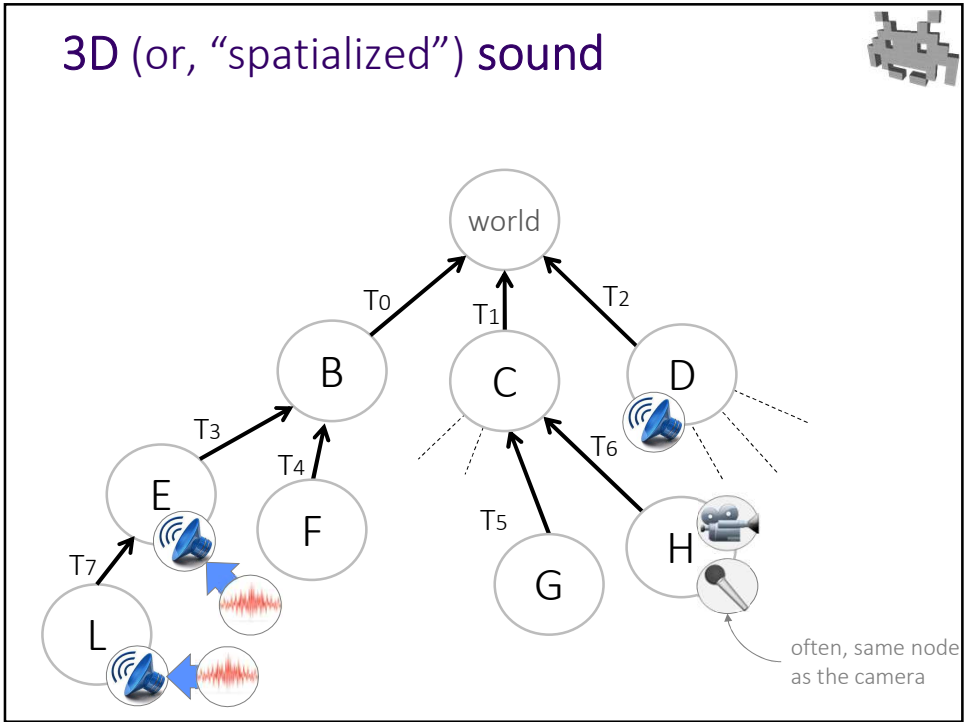 3D (or, “spatialized”) sound
world
T0
T1
T2
B
C
D
T3
T4
T6
E
F
T5
H
G
T7
L
often, same node
as the camera